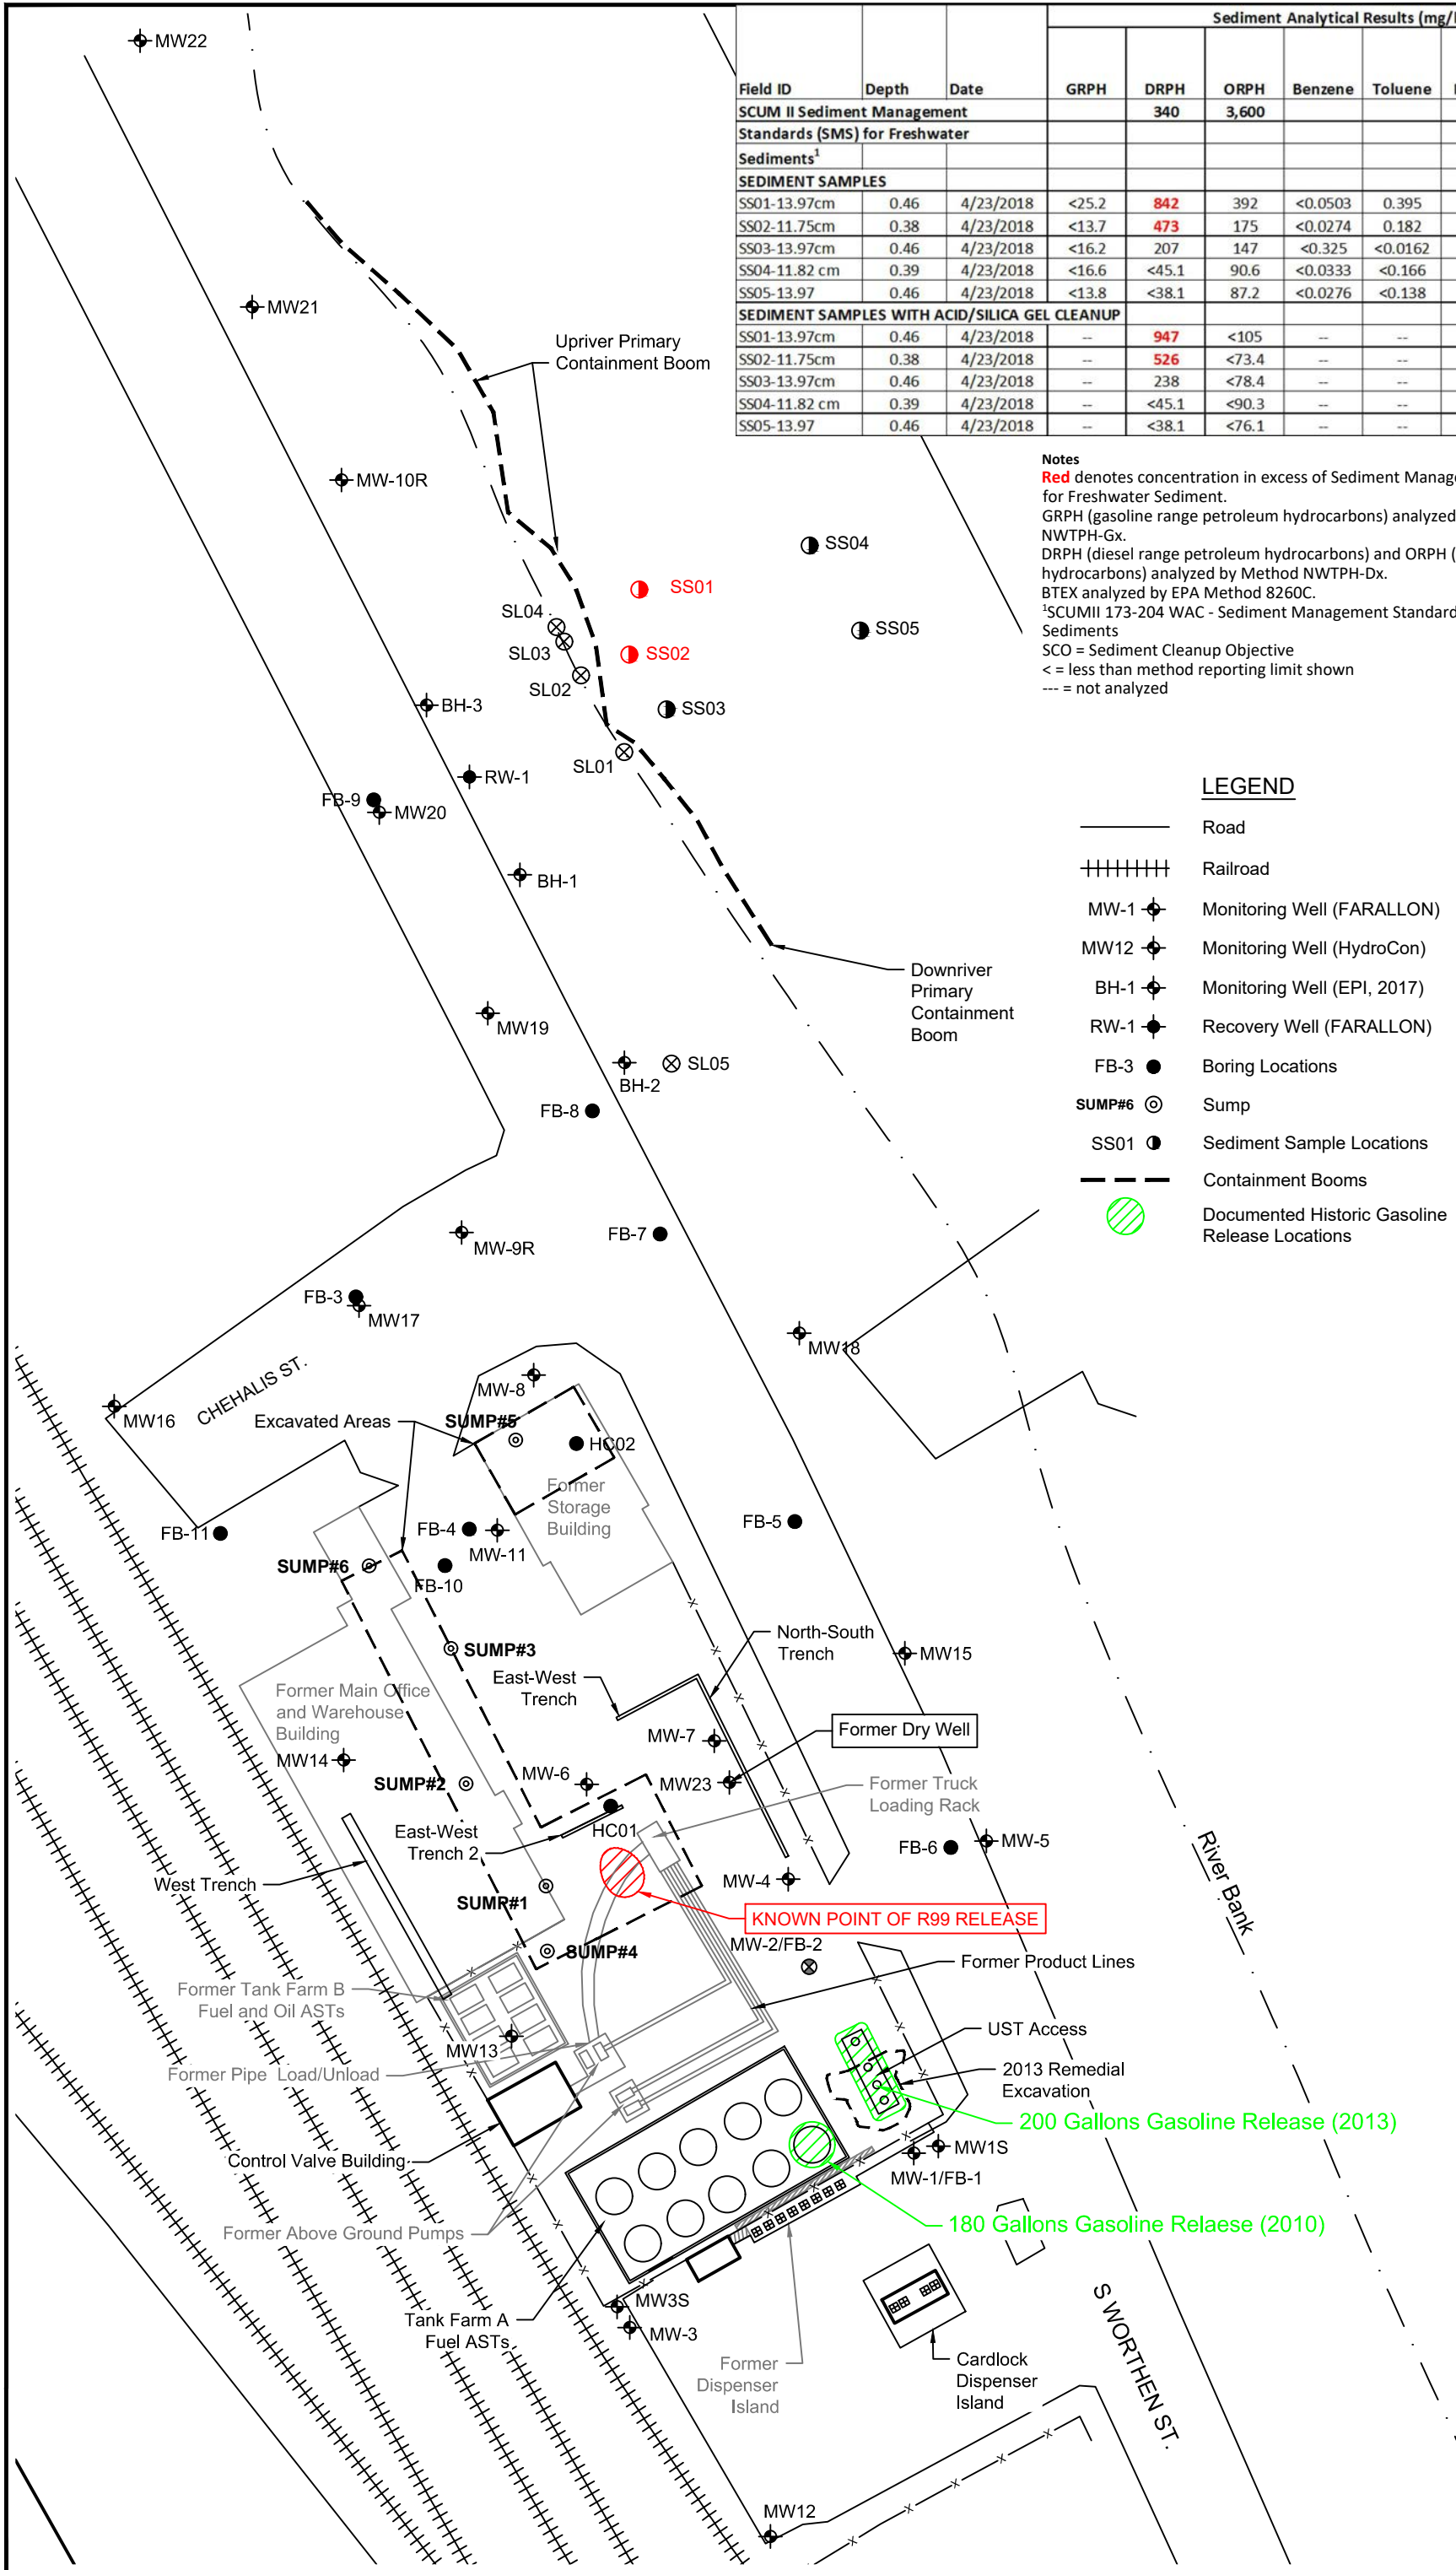 Sediment Analytical Results (mg/
Field ID Depth Date GRPH DRPH ORPH Benzene Toluene
SCUM II Sediment Management 340 3,600
Standards (SMS) for Freshwater
Sediments1
SEDIMENT SAMPLES
SS01-13.97cm 0.46 4/23/2018 <25.2 842 392 <0.0503 0.395
SS02-11.75cm 0.38 4/23/2018 <13.7 473 175 <0.0274 0.182
SS03-13.97cm 0.46 4/23/2018 <16.2 207 147 <0.325 <0.0162
SS04-11.82 cm 0.39 4/23/2018 <16.6 <45.1 90.6 <0.0333 <0.166
SS05-13.97 0.46 4/23/2018 <13.8 <38.1 87.2 <0.0276 <0.138
SEDIMENT SAMPLES WITH ACID/SILICA GEL CLEANUP
SS01-13.97cm 0.46 4/23/2018 -- 947 <105 -- --
SS02-11.75cm 0.38 4/23/2018 -- 526 <73.4 -- --
SS03-13.97cm 0.46 4/23/2018 -- 238 <78.4 -- --
SS04-11.82 cm 0.39 4/23/2018 -- <45.1 <90.3 -- --
SS05-13.97 0.46 4/23/2018 -- <38.1 <76.1 -- --
Notes
Red denotes concentration in excess of Sediment Manag
for Freshwater Sediment.
GRPH (gasoline range petroleum hydrocarbons) analyzed
NWTPH-Gx.
DRPH (diesel range petroleum hydrocarbons) and ORPH (
hydrocarbons) analyzed by Method NWTPH-Dx.
BTEX analyzed by EPA Method 8260C.
1SCUMII 173-204 WAC - Sediment Management Standard
Sediments
SCO = Sediment Cleanup Objective
< = less than method reporting limit shown
--- = not analyzed
LEGEND
Road
Railroad
MW-1 Monitoring Well (FARALLON)
MW12 Monitoring Well (HydroCon)
BH-1 Monitoring Well (EPI, 2017)
RW-1 Recovery Well (FARALLON)
FB-3 Boring Locations
SUMP#6 Sump
SS01 Sediment Sample Locations
Containment Booms
Documented Historic Gasoline
Release Locations
MW22
MW21
Upriver Primary
Containment Boom
MW-10R
SS04
SS01
SL04
SS05
SL03
SS02
SL02
BH-3
SS03
SL01
RW-1
FB-9
MW20
BH-1
Downriver
Primary
Containment
Boom
MW19
SL05
BH-2
FB-8
FB-7
MW-9R
FB-3
MW17
MW18
CHEHALIS ST.
MW-8
MW16
Excavated Areas
SUMP#5
HC02
Former
Storage
Building
FB-5
FB-11
FB-4
MW-11
SUMP#6
FB-10
North-South
Trench
MW15
SUMP#3
East-West
Trench
Former Main Office
and Warehouse
Building
MW-7
Former Dry Well
MW14
SUMP#2
MW-6
MW23
Former Truck
Loading Rack
HC01
East-West
Trench 2
FB-6
MW-5
West Trench
MW-4
SUMP#1
KNOWN POINT OF R99 RELEASE
River Bank
SUMP#4
MW-2/FB-2
Former Product Lines
Former Tank Farm B
Fuel and Oil ASTs
UST Access
MW13
2013 Remedial
Excavation
Former Pipe Load/Unload
200 Gallons Gasoline Release (2013)
Control Valve Building
MW1S
MW-1/FB-1
Former Above Ground Pumps
180 Gallons Gasoline Relaese (2010)
MW3S
Tank Farm A
Fuel ASTs
MW-3
Former
Dispenser
Island
Cardlock
Dispenser
Island
S WORTHEN ST.
MW12